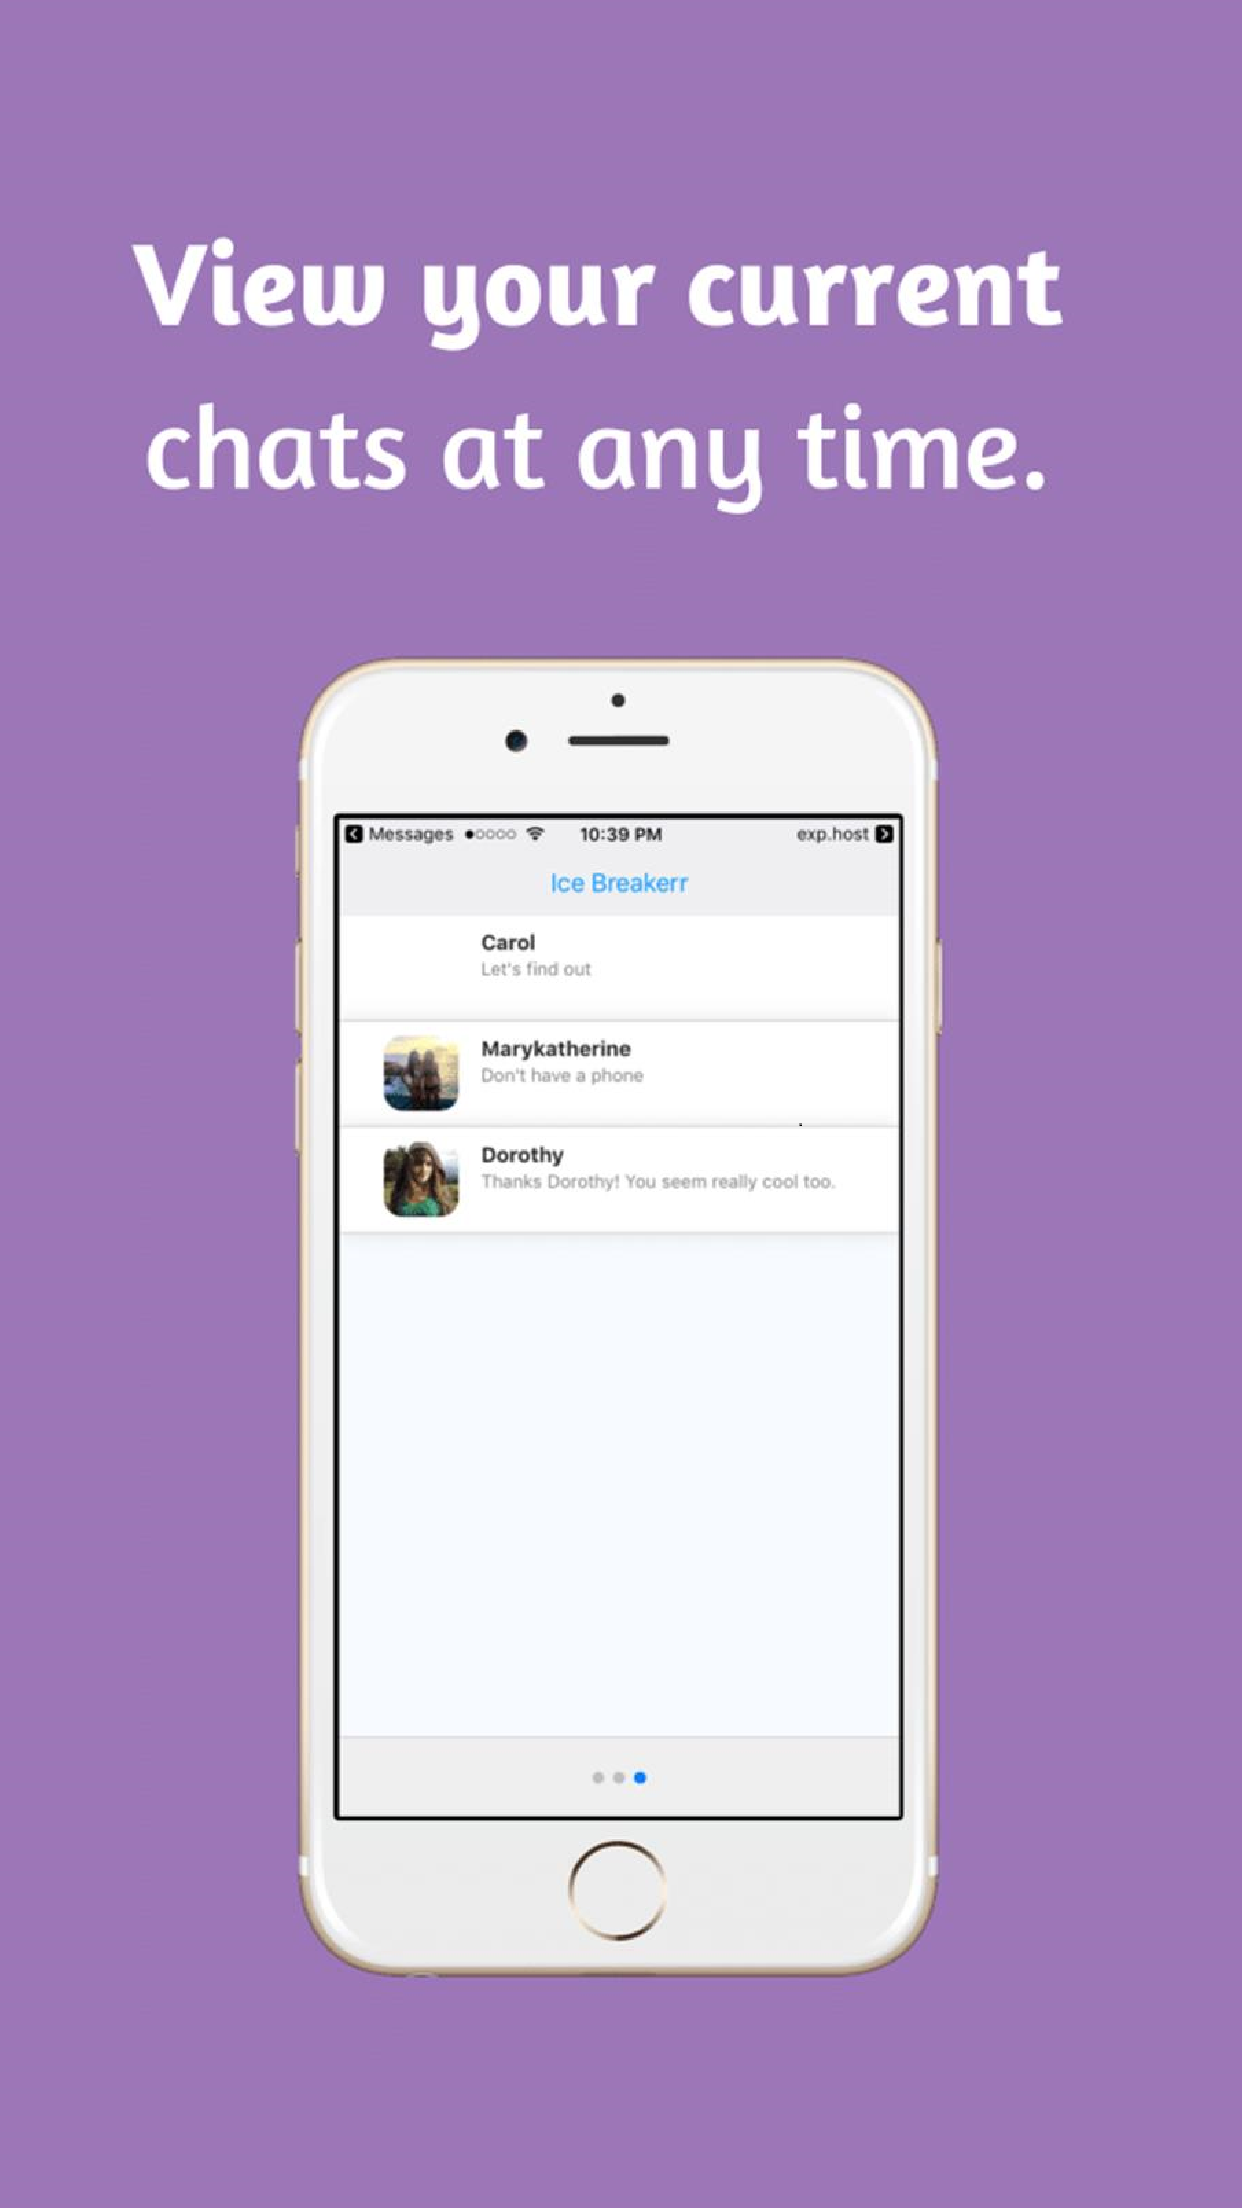 View your current
chats at any time.
Messages 10:39 PM exp.host
Ice Breakerr
Carol
Let's find out
Marykatherine
Don't have a phone
Dorothy
Thanks Dorothy! You seem really cool too.